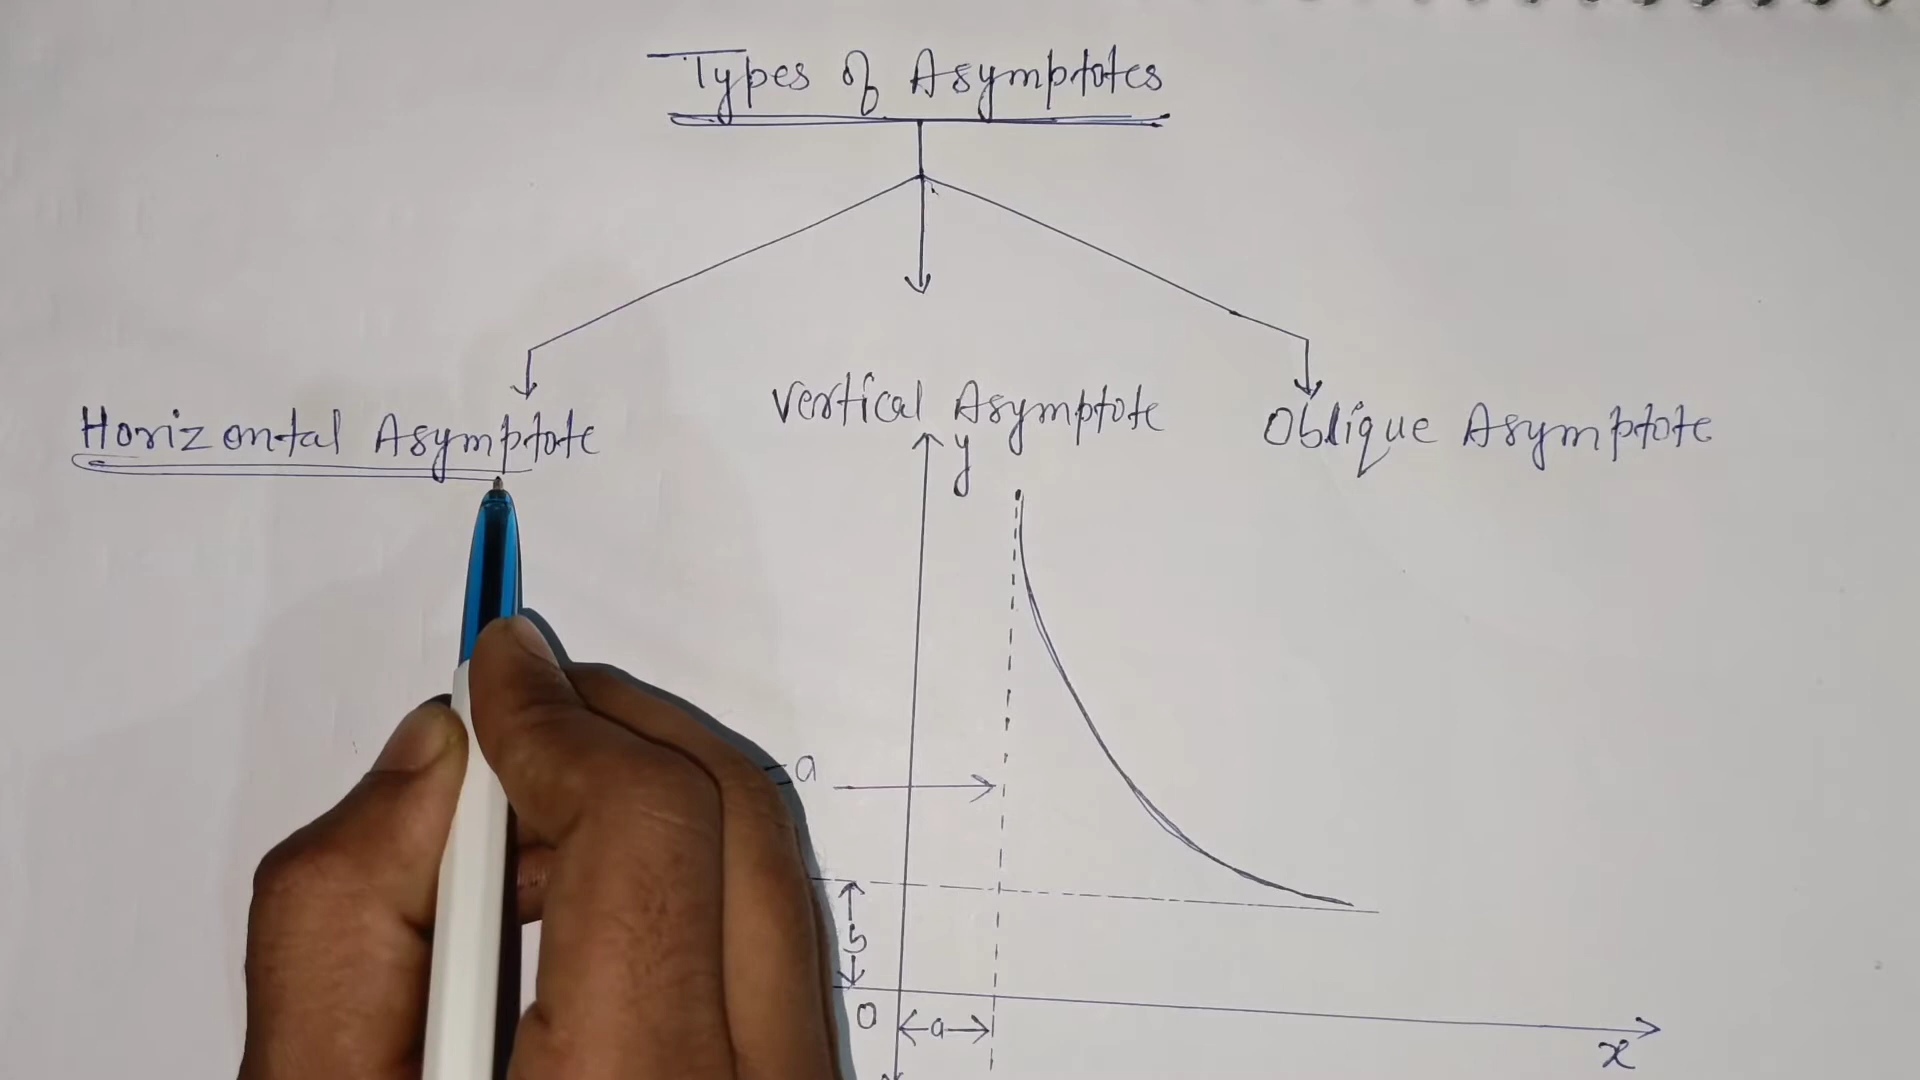 Types of Asymptotes
Horizontal Asymptote
Vertical Asymptote
Oblique Asymptote
y
= a
b
O
a
x